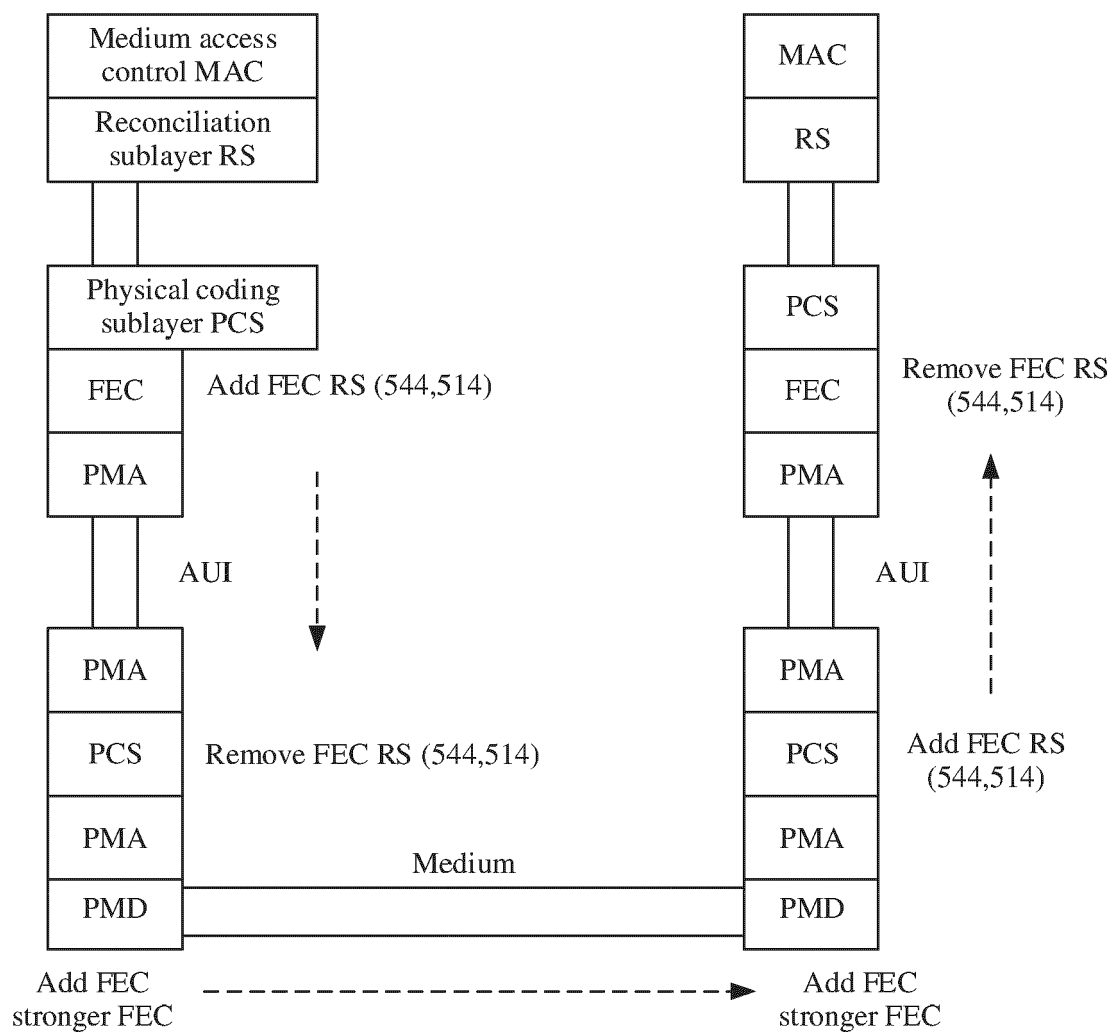 Medium access
control MAC
Reconciliation
sublayer RS
Physical coding
sublayer PCS
FEC
Add FEC RS (544,514)
PMA
AUI
PMA
PCS
Remove FEC RS (544,514)
PMA
PMD
Add FEC
stronger FEC
Medium
MAC
RS
PCS
FEC
Remove FEC RS
(544,514)
PMA
AUI
PMA
PCS
Add FEC RS
(544,514)
PMA
PMD
Add FEC
stronger FEC